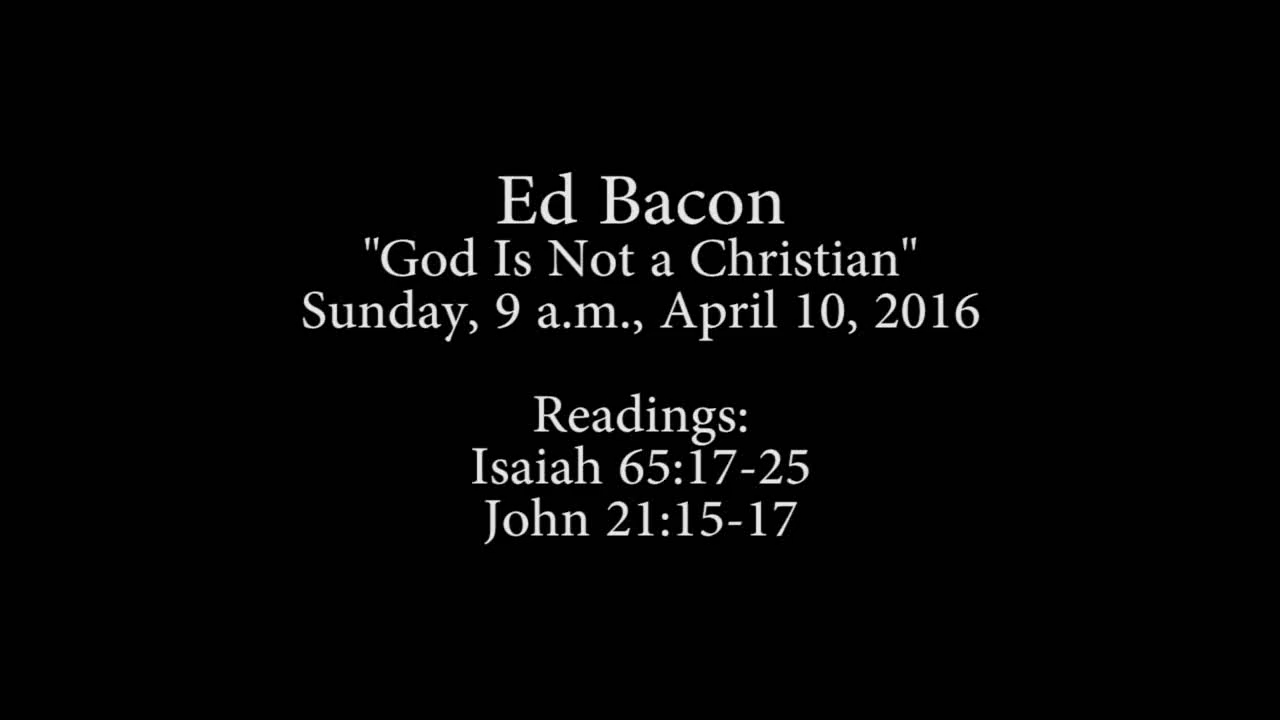 Ed Bacon
"God Is Not a Christian"
Sunday, 9 a.m., April 10, 2016
Readings:
Isaiah 65:17-25
John 21:15-17